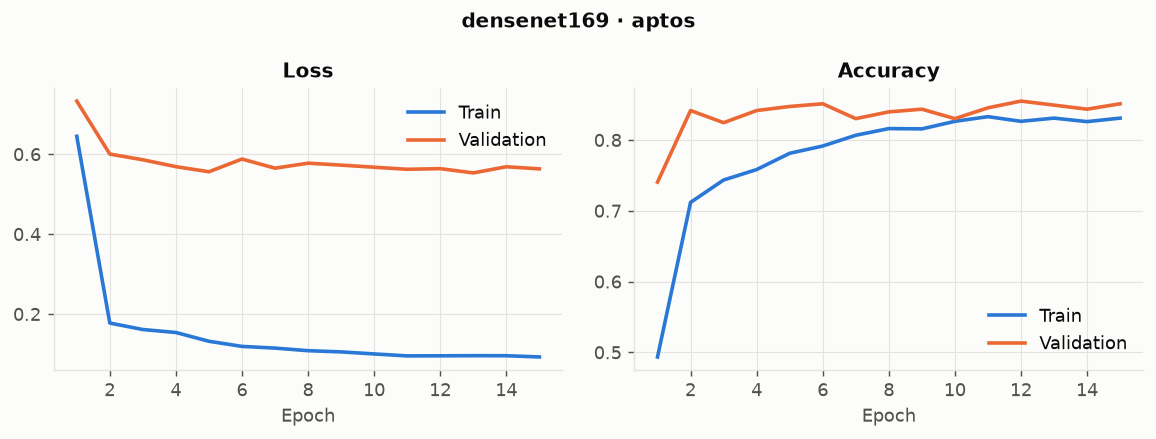 densenet169 · aptos
Loss
Train
Validation
0.6
0.4
0.2
2 4 6 8 10 12 14
Epoch
Accuracy
0.8
0.7
0.6
0.5
Train
Validation
2 4 6 8 10 12 14
Epoch